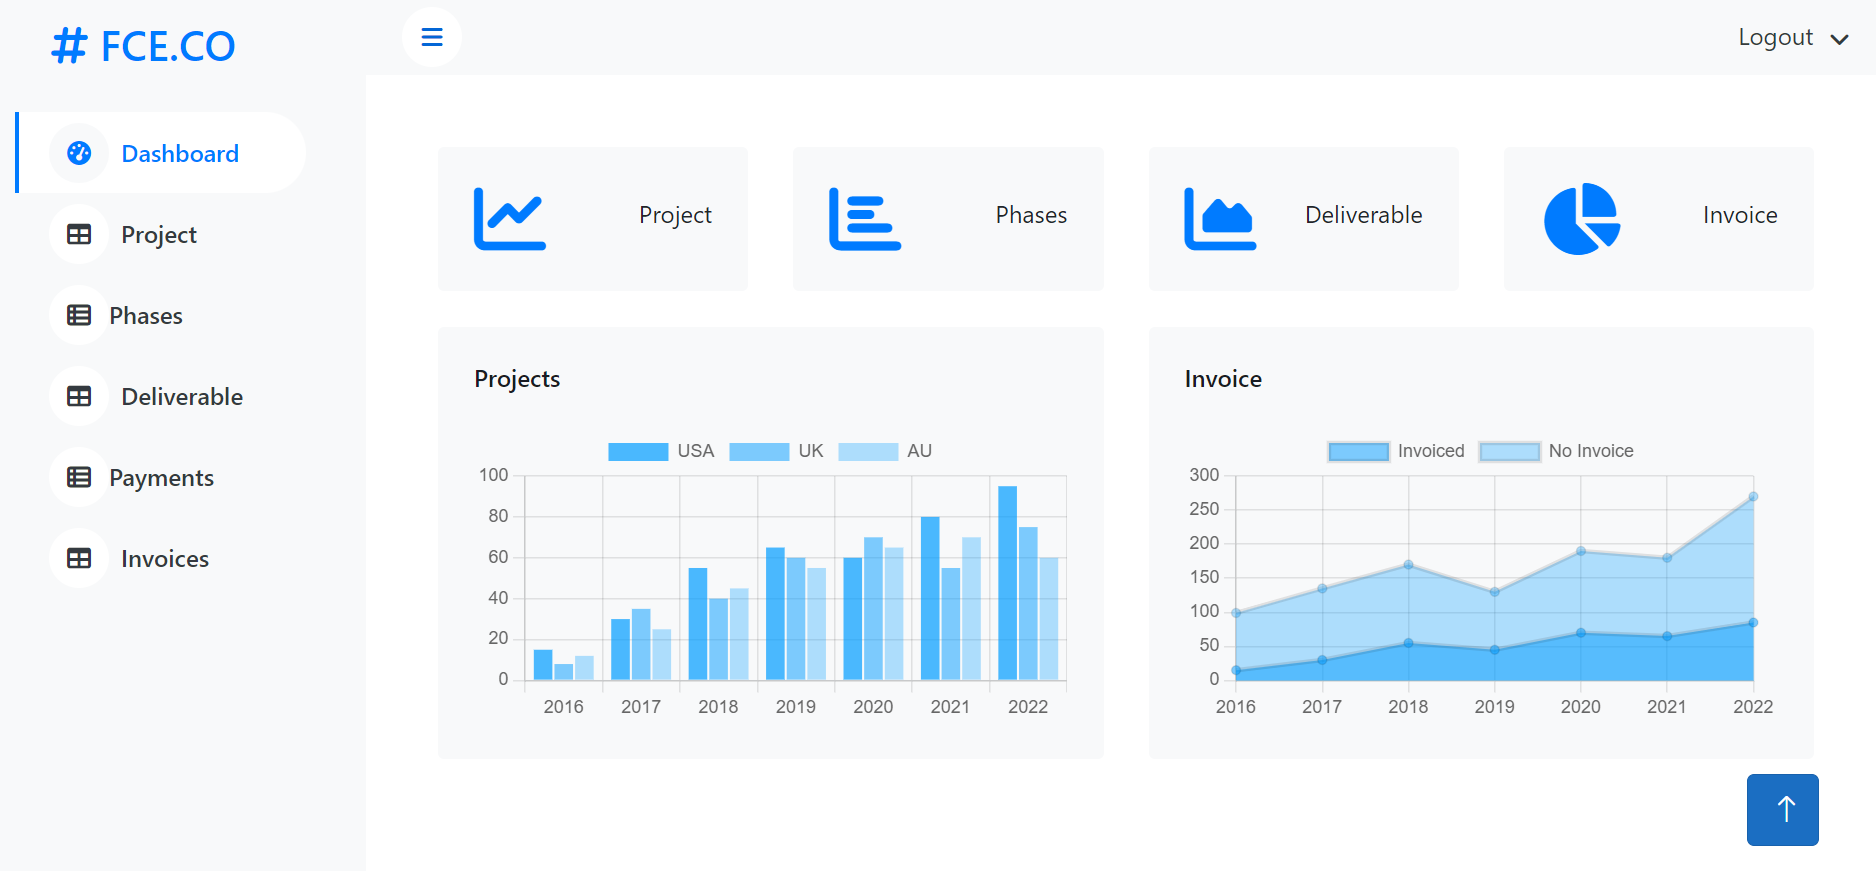 # FCE.CO
Logout
Dashboard
Project
Phases
Deliverable
Payments
Invoices
Project
Phases
Deliverable
Invoice
Projects
USA UK AU
100
80
60
40
20
0
2016 2017 2018 2019 2020 2021 2022
Invoice
Invoiced No Invoice
300
250
200
150
100
50
0
2016 2017 2018 2019 2020 2021 2022